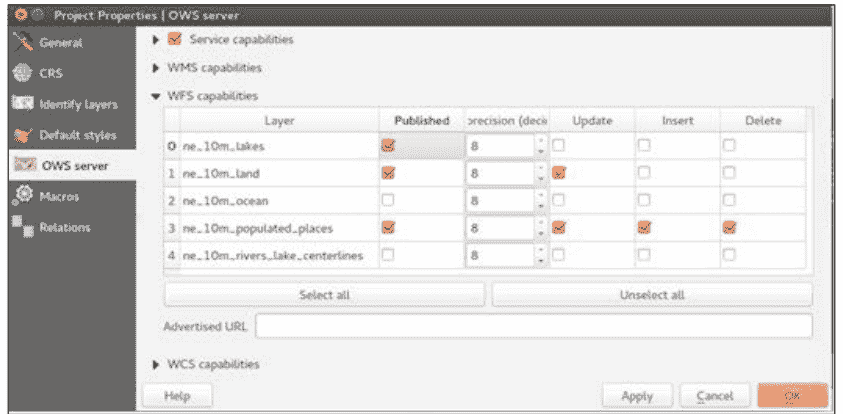 Project Properties | OWS server
General
CRS
Identify layers
Default styles
OWS server
Macros
Relations
Service capabilities
WMS capabilities
WFS capabilities
Layer Published precision (deci Update Insert Delete
0 ne_10m_lakes 8
1 ne_10m_land 8
2 ne_10m_ocean 8
3 ne_10m_populated_places 8
4 ne_10m_rivers_lake_centerlines 8
Select all Unselect all
Advertised URL
WCS capabilities
Help Apply Cancel OK